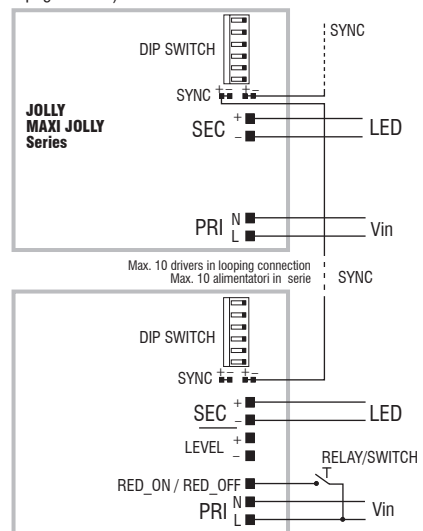 SYNC
DIP SWITCH
SYNC + - + -
JOLLY
MAXI JOLLY
Series
SEC + -
LED
PRI N L
Vin
Max. 10 drivers in looping connection
Max. 10 alimentatori in serie
SYNC
DIP SWITCH
SYNC + - + -
SEC + -
LED
LEVEL + -
RELAY/SWITCH
T
RED_ON / RED_OFF
PRI N L
Vin